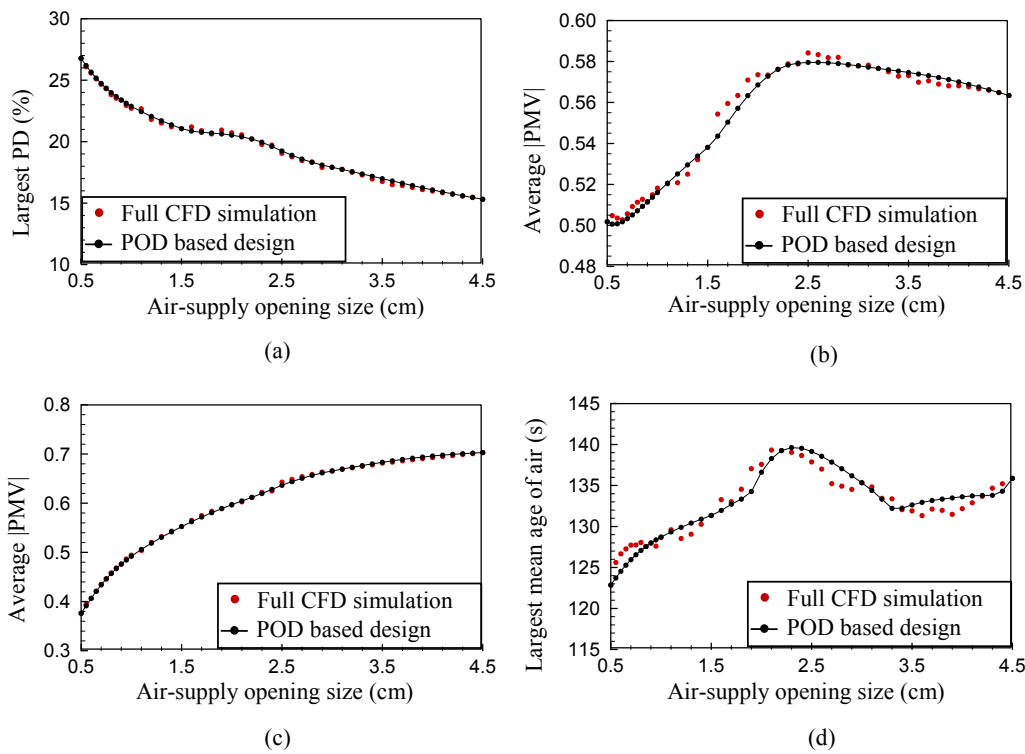 30
25
20
15
10
Largest PD (%)
Full CFD simulation
POD based design
0.5 1.5 2.5 3.5 4.5
Air-supply opening size (cm)
(a)
0.60
0.58
0.56
0.54
0.52
0.50
0.48
Average |PMV|
Full CFD simulation
POD based design
0.5 1.5 2.5 3.5 4.5
Air-supply opening size (cm)
(b)
0.8
0.7
0.6
0.5
0.4
0.3
Average |PMV|
Full CFD simulation
POD based design
0.5 1.5 2.5 3.5 4.5
Air-supply opening size (cm)
(c)
145
140
135
130
125
120
115
Largest mean age of air (s)
Full CFD simulation
POD based design
0.5 1.5 2.5 3.5 4.5
Air-supply opening size (cm)
(d)